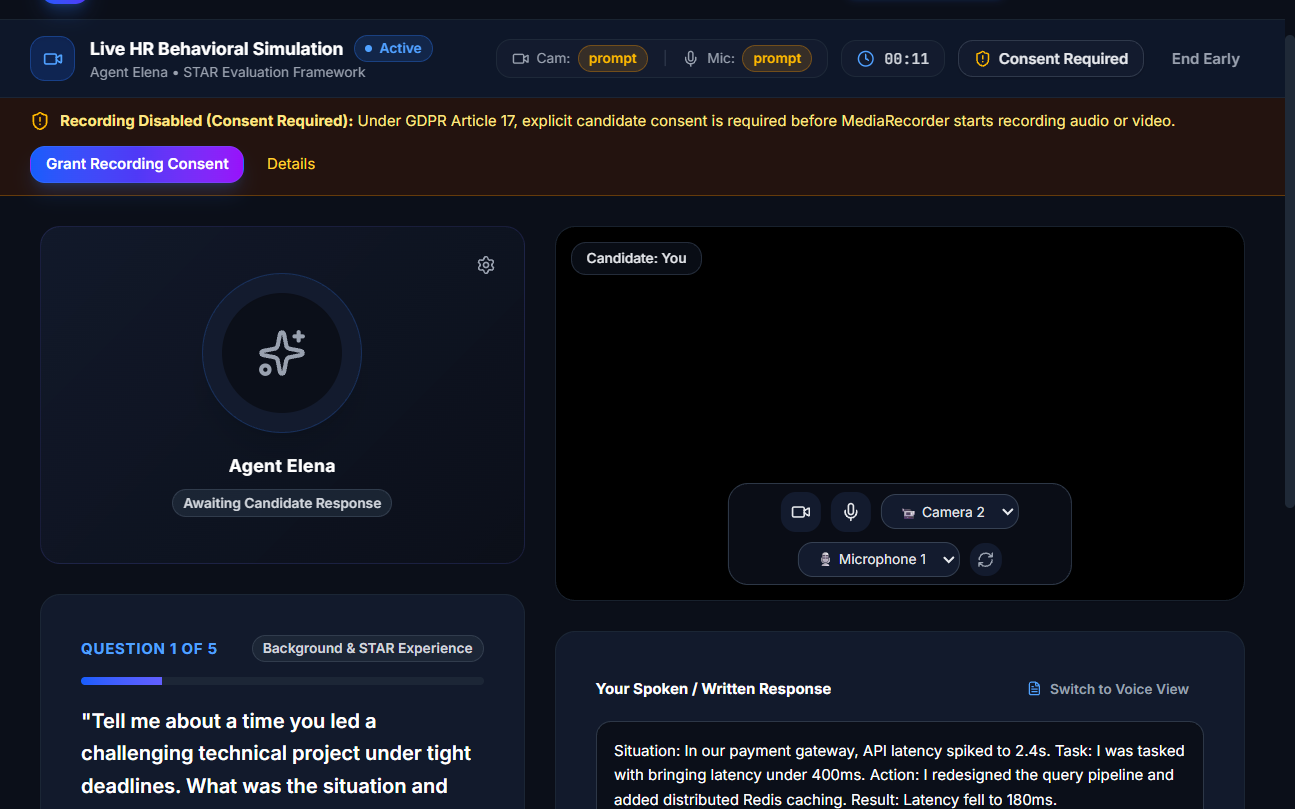 Live HR Behavioral Simulation
Active
Agent Elena • STAR Evaluation Framework
Cam: prompt
Mic: prompt
00:11
Consent Required
End Early
Recording Disabled (Consent Required): Under GDPR Article 17, explicit candidate consent is required before MediaRecorder starts recording audio or video.
Grant Recording Consent
Details
Agent Elena
Awaiting Candidate Response
Candidate: You
Camera 2
Microphone 1
QUESTION 1 OF 5
Background & STAR Experience
"Tell me about a time you led a
challenging technical project under tight
deadlines. What was the situation and
Your Spoken / Written Response
Switch to Voice View
Situation: In our payment gateway, API latency spiked to 2.4s. Task: I was tasked
with bringing latency under 400ms. Action: I redesigned the query pipeline and
added distributed Redis caching. Result: Latency fell to 180ms.